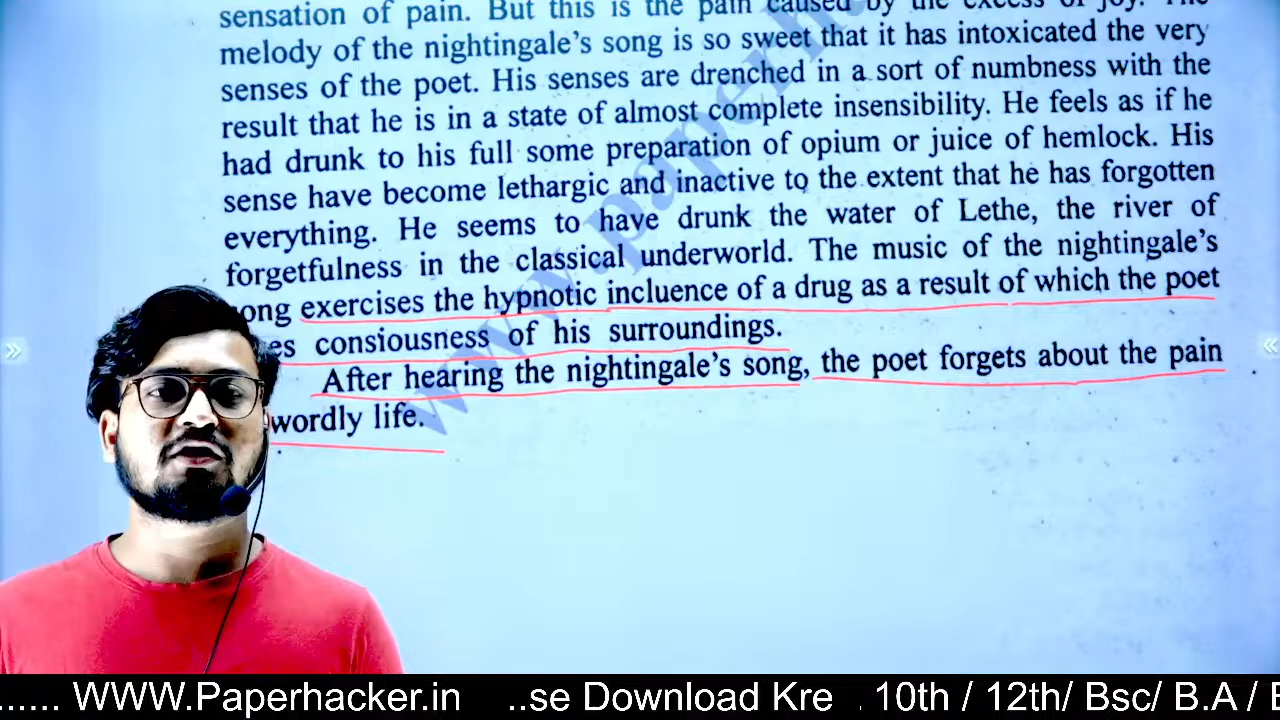 sensation of pain. But this is the pain caused by the excess of joy. The
melody of the nightingale's song is so sweet that it has intoxicated the very
senses of the poet. His senses are drenched in a sort of numbness with the
result that he is in a state of almost complete insensibility. He feels as if he
had drunk to his full some preparation of opium or juice of hemlock. His
sense have become lethargic and inactive to the extent that he has forgotten
everything. He seems to have drunk the water of Lethe, the river of
forgetfulness in the classical underworld. The music of the nightingale's
ong exercises the hypnotic incluence of a drug as a result of which the poet
es consiousness of his surroundings.
After hearing the nightingale's song, the poet forgets about the pain
wordly life.
...... WWW.Paperhacker.in ..se Download Kre . 10th / 12th/ Bsc/ B.A /